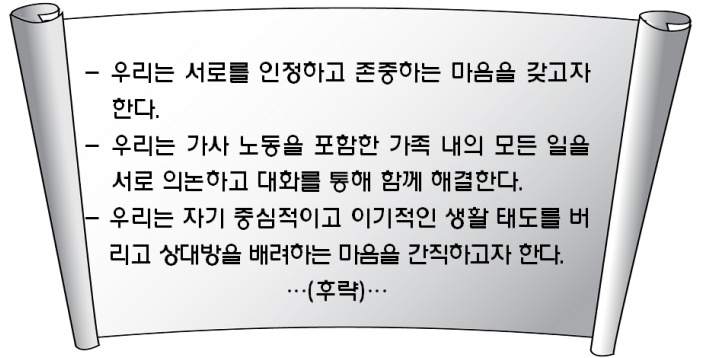 – 우리는 서로를 인정하고 존중하는 마음을 갖고자
한다.
– 우리는 가사 노동을 포함한 가족 내의 모든 일을
서로 의논하고 대화를 통해 함께 해결한다.
– 우리는 자기 중심적이고 이기적인 생활 태도를 버
리고 상대방을 배려하는 마음을 간직하고자 한다.
…(후략)…